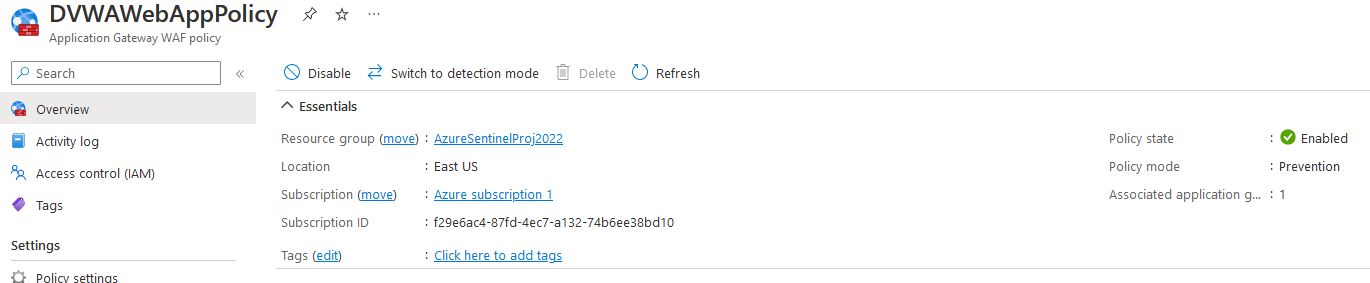 DVWAWebAppPolicy
Application Gateway WAF policy
Search
Overview
Activity log
Access control (IAM)
Tags
Settings
Policy settings
Disable
Switch to detection mode
Delete
Refresh
Essentials
Resource group (move) : AzureSentinelProj2022
Location : East US
Subscription (move) : Azure subscription 1
Subscription ID : f29e6ac4-87fd-4ec7-a132-74b6ee38bd10
Tags (edit) : Click here to add tags
Policy state : Enabled
Policy mode : Prevention
Associated application g... : 1